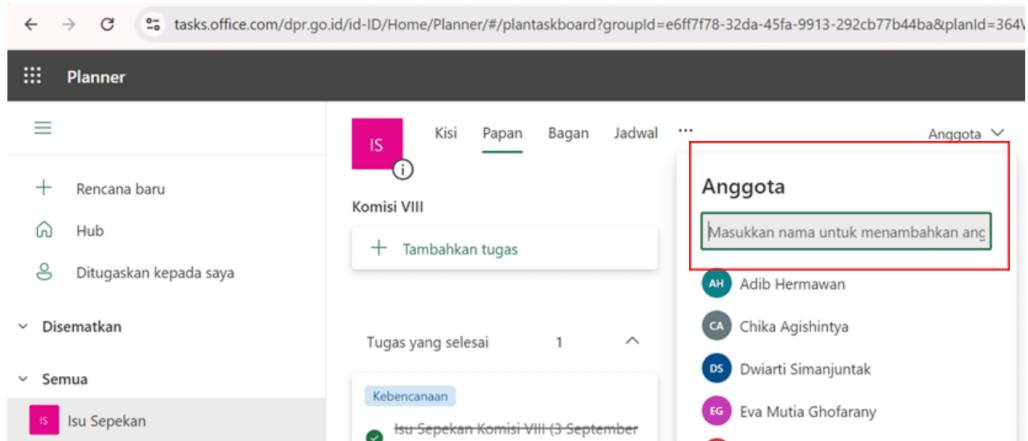 tasks.office.com/dpr.go.id/id-ID/Home/Planner/#/plantaskboard?groupId=e6ff7f78-32da-45fa-9913-292cb77b44ba&planId=364
Planner
IS
Kisi Papan Bagan Jadwal ... Anggota
Rencana baru
Hub
Ditugaskan kepada saya
Disematkan
Semua
IS Isu Sepekan
Komisi VIII
Tambahkan tugas
Tugas yang selesai 1
Kebencanaan
Isu Sepekan Komisi VIII (3 September
Anggota
Masukkan nama untuk menambahkan ang
AH Adib Hermawan
CA Chika Agishintya
DS Dwiarti Simanjuntak
EG Eva Mutia Ghofarany